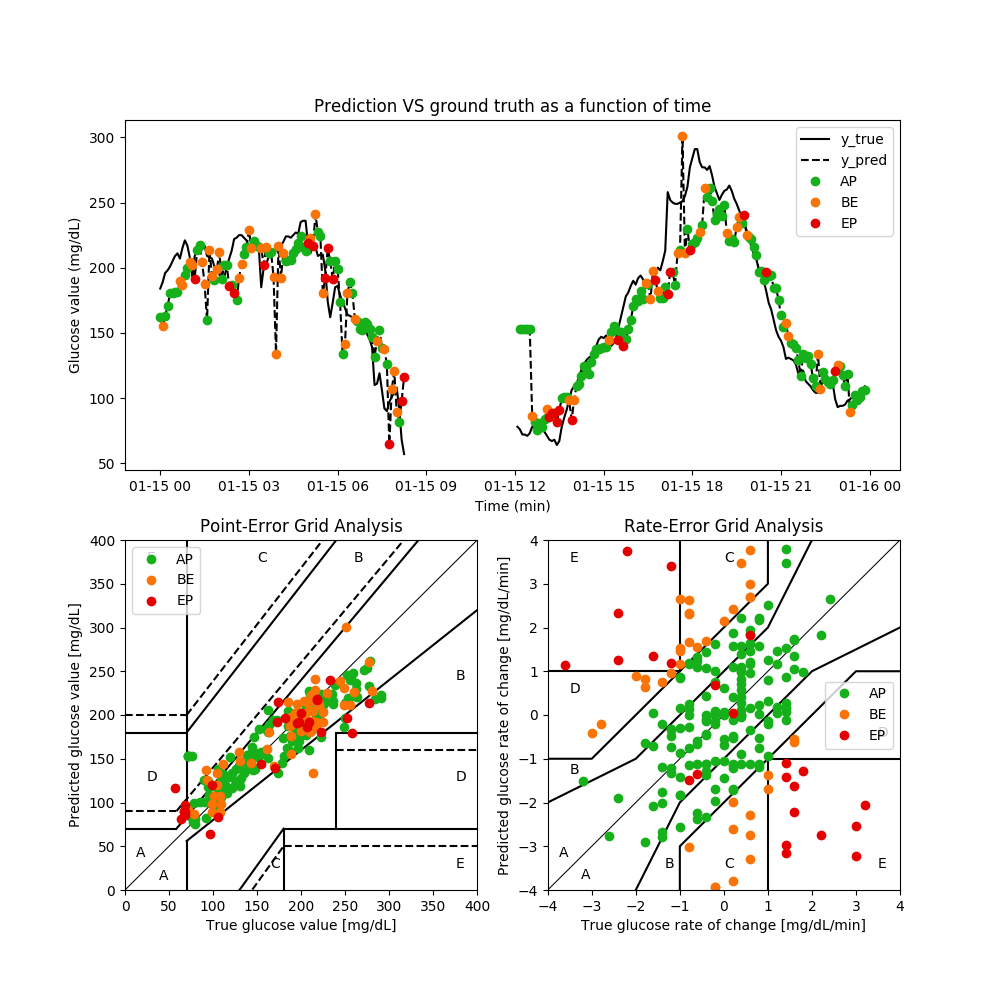 Prediction VS ground truth as a function of time
Glucose value (mg/dL)
300
250
200
150
100
50
y_true
y_pred
AP
BE
EP
01-15 00 01-15 03 01-15 06 01-15 09 01-15 12 01-15 15 01-15 18 01-15 21 01-16 00
Time (min)
Point-Error Grid Analysis
Predicted glucose value [mg/dL]
400
350
300
250
200
150
100
50
0
AP
BE
EP
C
B
B
D
D
A
A
C
E
0 50 100 150 200 250 300 350 400
True glucose value [mg/dL]
Rate-Error Grid Analysis
Predicted glucose rate of change [mg/dL/min]
4
3
2
1
0
−1
−2
−3
−4
E
C
D
AP
BE
EP
B
A
A
B
C
E
−4 −3 −2 −1 0 1 2 3 4
True glucose rate of change [mg/dL/min]